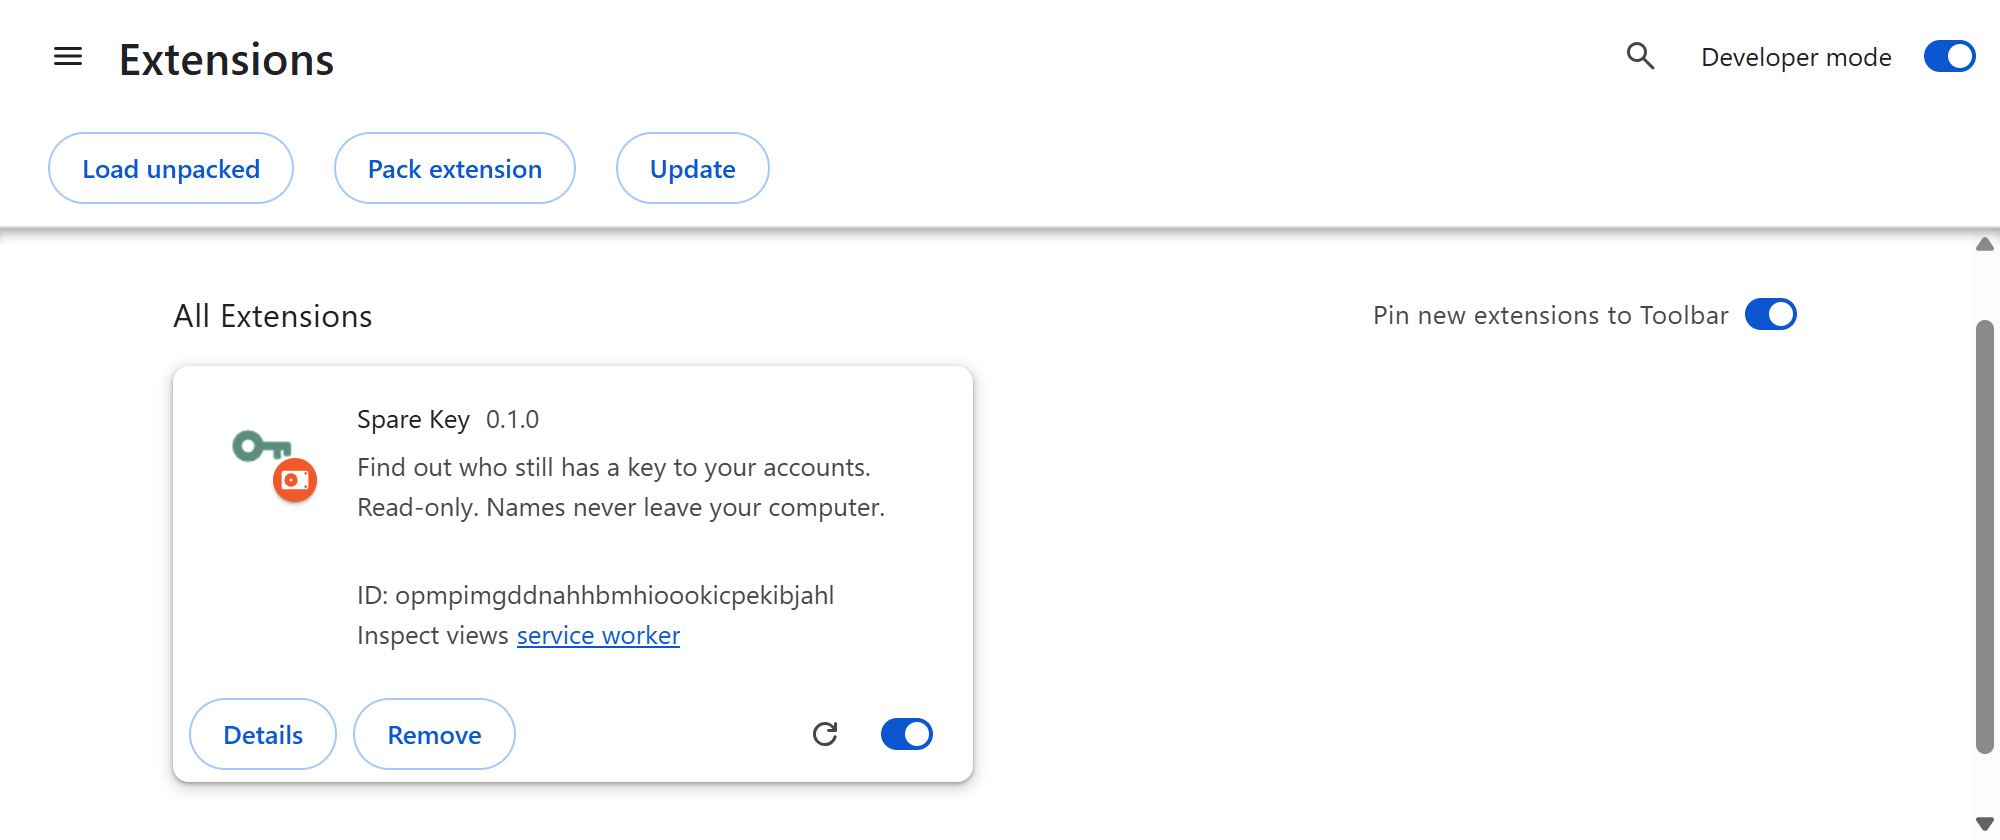 Extensions
Developer mode
Load unpacked
Pack extension
Update
All Extensions
Pin new extensions to Toolbar
Spare Key 0.1.0
Find out who still has a key to your accounts.
Read-only. Names never leave your computer.
ID: opmpimgddnahhbmhioookicpekibjahl
Inspect views service worker
Details
Remove